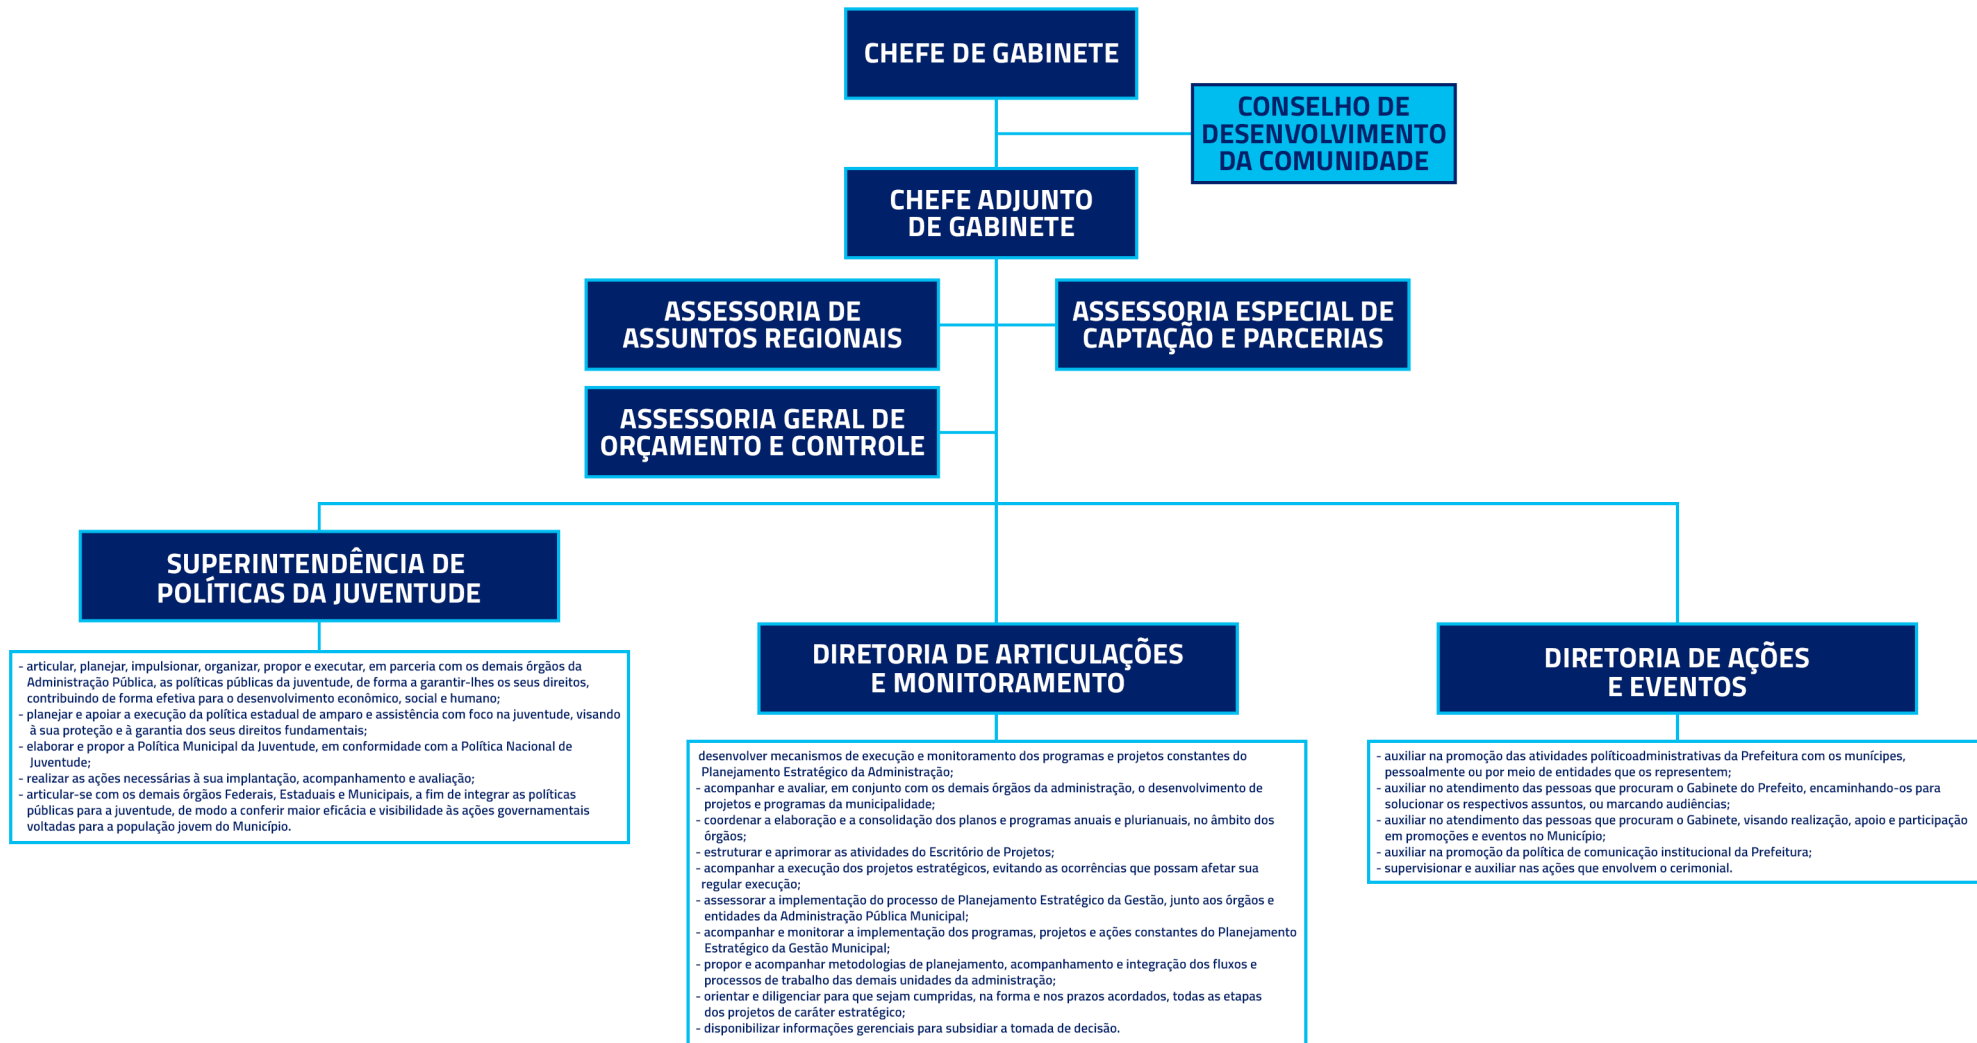 CHEFE DE GABINETE
CONSELHO DE
DESENVOLVIMENTO
DA COMUNIDADE
CHEFE ADJUNTO
DE GABINETE
ASSESSORIA DE
ASSUNTOS REGIONAIS
ASSESSORIA ESPECIAL DE
CAPTAÇÃO E PARCERIAS
ASSESSORIA GERAL DE
ORÇAMENTO E CONTROLE
SUPERINTENDÊNCIA DE
POLÍTICAS DA JUVENTUDE
- articular, planejar, impulsionar, organizar, propor e executar, em parceria com os demais órgãos da
Administração Pública, as políticas públicas da juventude, de forma a garantir-lhes os seus direitos,
contribuindo de forma efetiva para o desenvolvimento econômico, social e humano;
- planejar e apoiar a execução da política estadual de amparo e assistência com foco na juventude, visando
à sua proteção e à garantia dos seus direitos fundamentais;
- elaborar e propor a Política Municipal da Juventude, em conformidade com a Política Nacional de
Juventude;
- realizar as ações necessárias à sua implantação, acompanhamento e avaliação;
- articular-se com os demais órgãos Federais, Estaduais e Municipais, a fim de integrar as políticas
públicas para a juventude, de modo a conferir maior eficácia e visibilidade às ações governamentais
voltadas para a população jovem do Município.
DIRETORIA DE ARTICULAÇÕES
E MONITORAMENTO
desenvolver mecanismos de execução e monitoramento dos programas e projetos constantes do
Planejamento Estratégico da Administração;
- acompanhar e avaliar, em conjunto com os demais órgãos da administração, o desenvolvimento de
projetos e programas da municipalidade;
- coordenar a elaboração e a consolidação dos planos e programas anuais e plurianuais, no âmbito dos
órgãos;
- estruturar e aprimorar as atividades do Escritório de Projetos;
- acompanhar a execução dos projetos estratégicos, evitando as ocorrências que possam afetar sua
regular execução;
- assessorar a implementação do processo de Planejamento Estratégico da Gestão, junto aos órgãos e
entidades da Administração Pública Municipal;
- acompanhar e monitorar a implementação dos programas, projetos e ações constantes do Planejamento
Estratégico da Gestão Municipal;
- propor e acompanhar metodologias de planejamento, acompanhamento e integração dos fluxos e
processos de trabalho das demais unidades da administração;
- orientar e diligenciar para que sejam cumpridas, na forma e nos prazos acordados, todas as etapas
dos projetos de caráter estratégico;
- disponibilizar informações gerenciais para subsidiar a tomada de decisão.
DIRETORIA DE AÇÕES
E EVENTOS
- auxiliar na promoção das atividades políticoadministrativas da Prefeitura com os munícipes,
pessoalmente ou por meio de entidades que os representem;
- auxiliar no atendimento das pessoas que procuram o Gabinete do Prefeito, encaminhando-os para
solucionar os respectivos assuntos, ou marcando audiências;
- auxiliar no atendimento das pessoas que procuram o Gabinete, visando realização, apoio e participação
em promoções e eventos no Município;
- auxiliar na promoção da política de comunicação institucional da Prefeitura;
- supervisionar e auxiliar nas ações que envolvem o cerimonial.